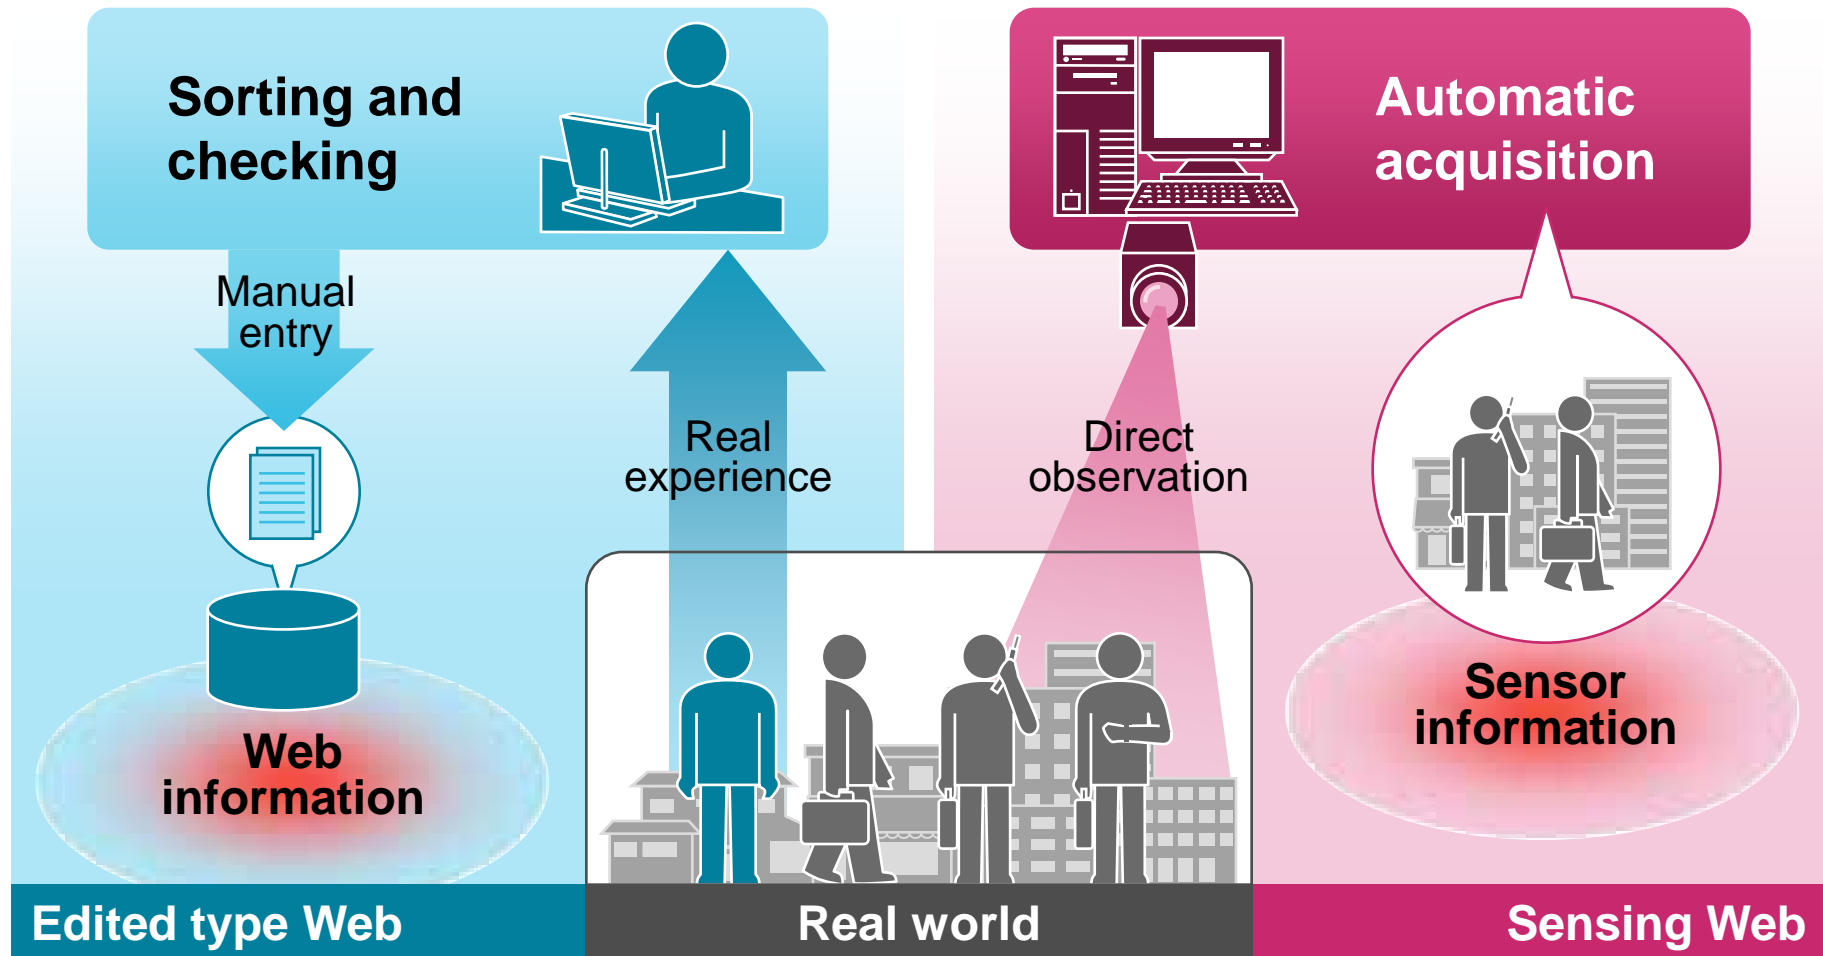 Sorting and
checking
Manual
entry
Real
experience
Web
information
Edited type Web
Real world
Automatic
acquisition
Direct
observation
Sensor
information
Sensing Web